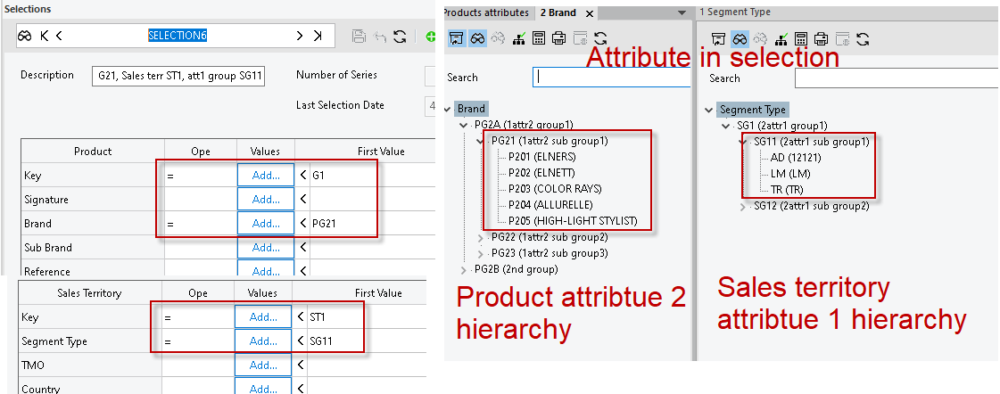 Selections
SELECTION6
Description
G21, Sales terr ST1, att1 group SG11
Number of Series
Last Selection Date
4
Product Ope Values First Value
Key = Add... < G1
Signature Add... <
Brand = Add... < PG21
Sub Brand Add... <
Reference Add... <
Sales Territory Ope Values First Value
Key = Add... < ST1
Segment Type = Add... < SG11
TMO Add... <
Country Add... <
Products attributes
2 Brand
Attribute in selection
Search
Brand
PG2A (1attr2 group1)
PG21 (1attr2 sub group1)
P201 (ELNERS)
P202 (ELNETT)
P203 (COLOR RAYS)
P204 (ALLURELLE)
P205 (HIGH-LIGHT STYLIST)
PG22 (1attr2 sub group2)
PG23 (1attr2 sub group3)
PG2B (2nd group)
Product attribtue 2
hierarchy
1 Segment Type
Search
Segment Type
SG1 (2attr1 group1)
SG11 (2attr1 sub group1)
AD (12121)
LM (LM)
TR (TR)
SG12 (2attr1 sub group2)
Sales territory
attribtue 1 hierarchy